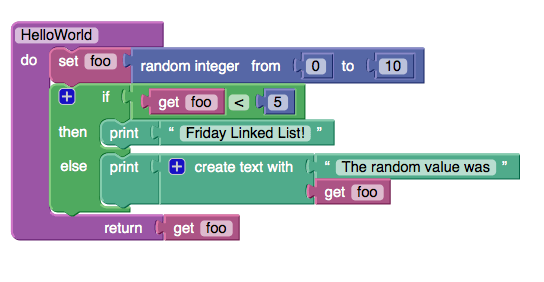 HelloWorld
do set foo random integer from 0 to 10
if get foo < 5
then print “ Friday Linked List! ”
else print create text with “ The random value was ”
get foo
return get foo